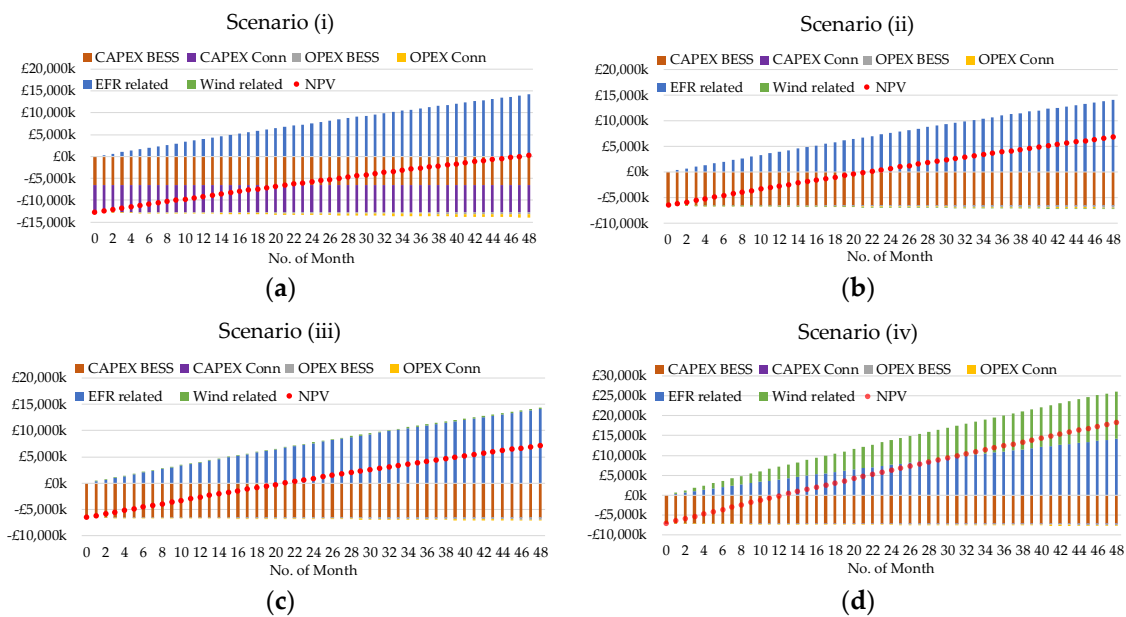 Scenario (i)
CAPEX BESS CAPEX Conn OPEX BESS OPEX Conn
EFR related Wind related NPV
£20,000k
£15,000k
£10,000k
£5,000k
£0k
-£5,000k
-£10,000k
-£15,000k
0 2 4 6 8 10 12 14 16 18 20 22 24 26 28 30 32 34 36 38 40 42 44 46 48
No. of Month
(a)
Scenario (ii)
CAPEX BESS CAPEX Conn OPEX BESS OPEX Conn
EFR related Wind related NPV
£20,000k
£15,000k
£10,000k
£5,000k
£0k
-£5,000k
-£10,000k
0 2 4 6 8 10 12 14 16 18 20 22 24 26 28 30 32 34 36 38 40 42 44 46 48
No. of Month
(b)
Scenario (iii)
CAPEX BESS CAPEX Conn OPEX BESS OPEX Conn
EFR related Wind related NPV
£20,000k
£15,000k
£10,000k
£5,000k
£0k
-£5,000k
-£10,000k
0 2 4 6 8 10 12 14 16 18 20 22 24 26 28 30 32 34 36 38 40 42 44 46 48
No. of Month
(c)
Scenario (iv)
CAPEX BESS CAPEX Conn OPEX BESS OPEX Conn
EFR related Wind related NPV
£30,000k
£25,000k
£20,000k
£15,000k
£10,000k
£5,000k
£0k
-£5,000k
-£10,000k
0 2 4 6 8 10 12 14 16 18 20 22 24 26 28 30 32 34 36 38 40 42 44 46 48
No. of Month
(d)